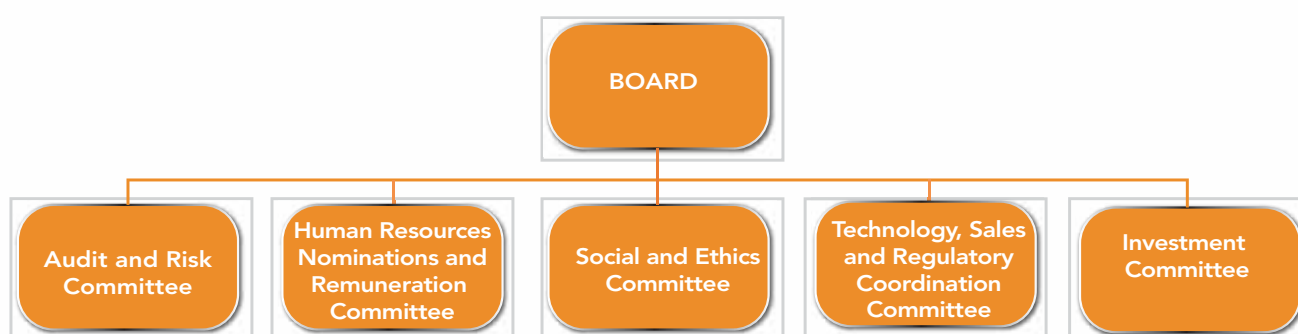 BOARD
Audit and Risk
Committee
Human Resources
Nominations and
Remuneration
Committee
Social and Ethics
Committee
Technology, Sales
and Regulatory
Coordination
Committee
Investment
Committee